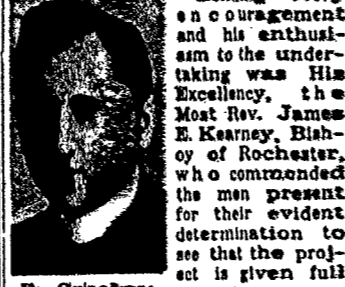 encouragement
and his enthusi-
asm to the under-
taking was His
Excellency, the
Most Rev. James
E. Kearney, Bish-
oy of Rochester,
who commended
the men present
for their evident
determination to
see that the proj-
ect is given full